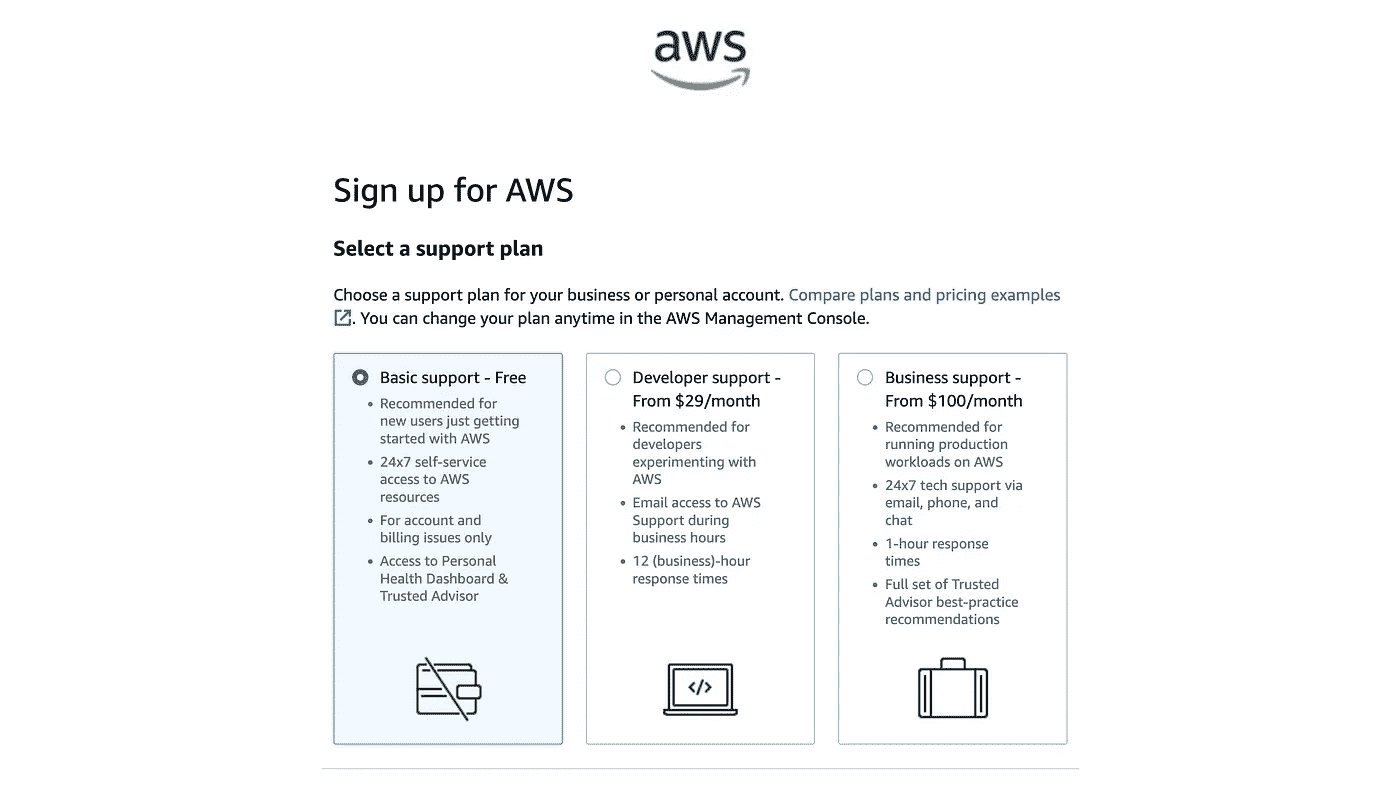 aws
Sign up for AWS
Select a support plan
Choose a support plan for your business or personal account. Compare plans and pricing examples
. You can change your plan anytime in the AWS Management Console.
Basic support - Free
• Recommended for
new users just getting
started with AWS
• 24x7 self-service
access to AWS
resources
• For account and
billing issues only
• Access to Personal
Health Dashboard &
Trusted Advisor
Developer support -
From $29/month
• Recommended for
developers
experimenting with
AWS
• Email access to AWS
Support during
business hours
• 12 (business)-hour
response times
</>
Business support -
From $100/month
• Recommended for
running production
workloads on AWS
• 24x7 tech support via
email, phone, and
chat
• 1-hour response
times
• Full set of Trusted
Advisor best-practice
recommendations